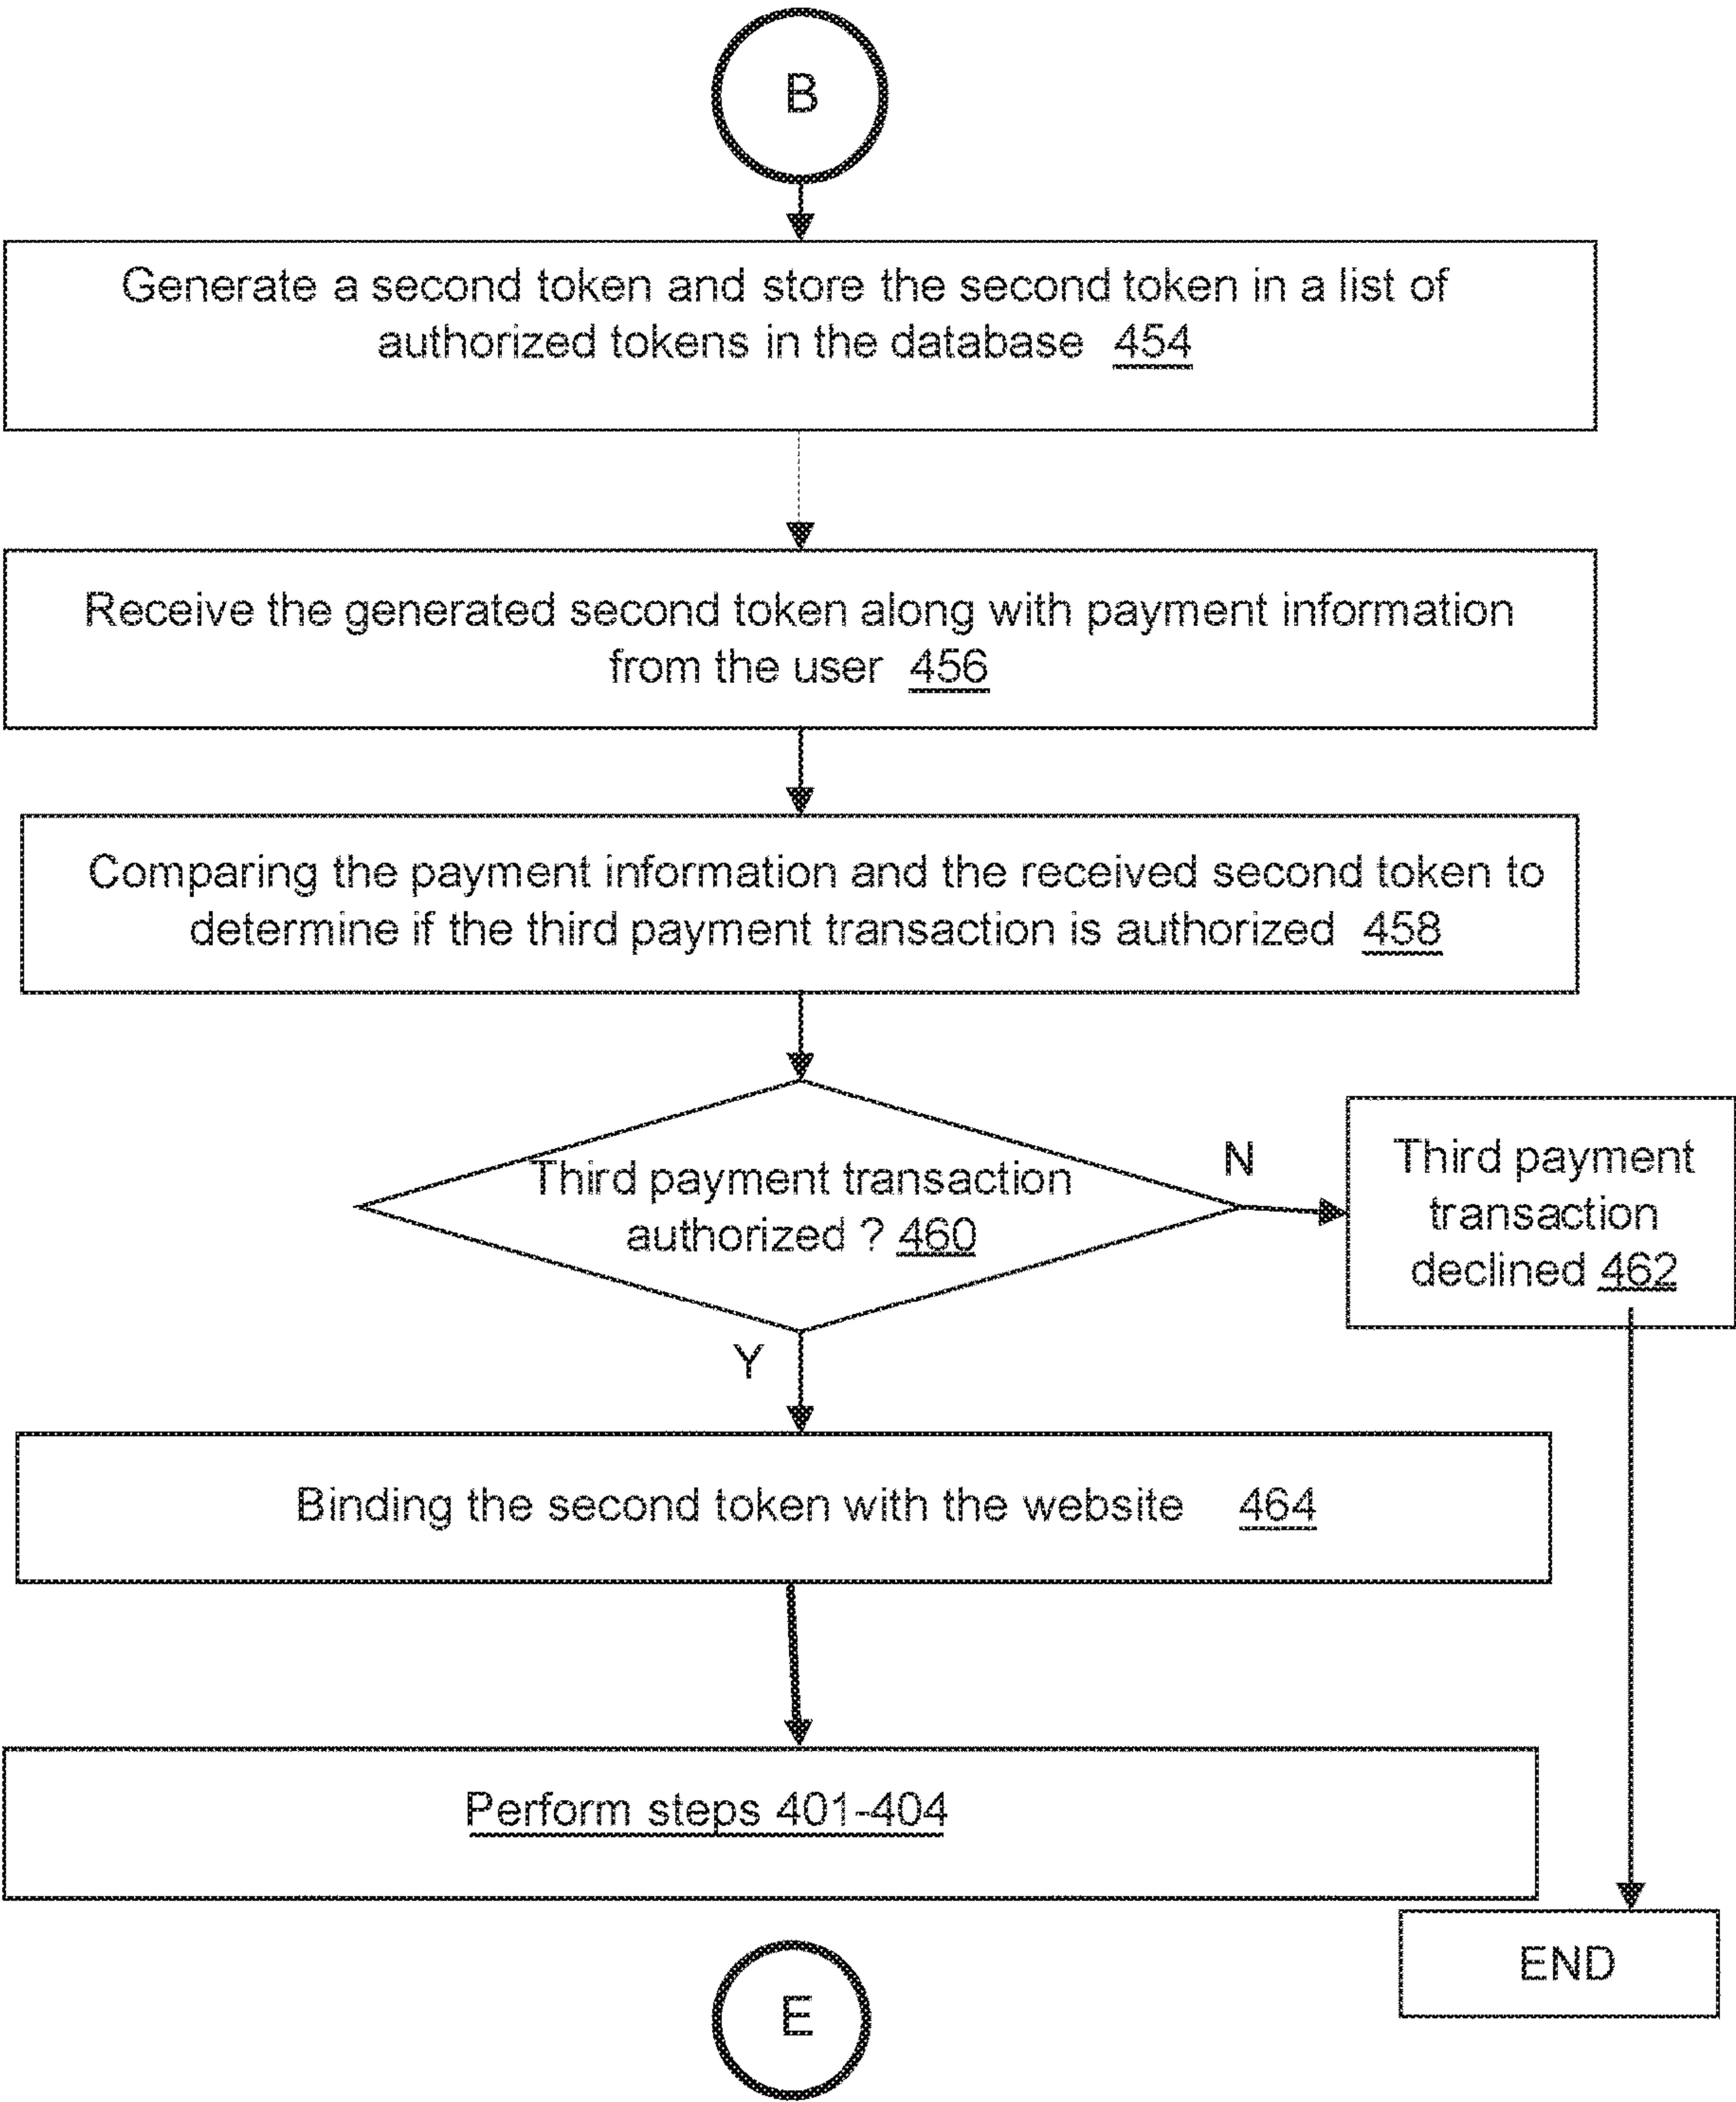 B
Generate a second token and store the second token in a list of
authorized tokens in the database 454
Receive the generated second token along with payment information
from the user 456
Comparing the payment information and the received second token to
determine if the third payment transaction is authorized 458
Third payment transaction
authorized ? 460
N
Third payment
transaction
declined 462
Y
Binding the second token with the website 464
Perform steps 401-404
END
E